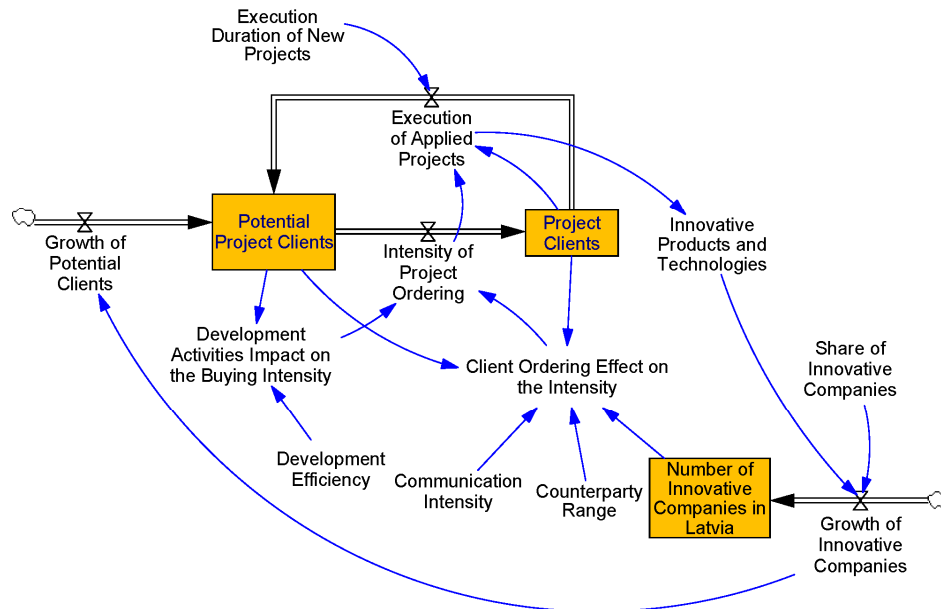 Execution
Duration of New
Projects
Execution
of Applied
Projects
Potential
Project Clients
Project
Clients
Growth of
Potential
Clients
Intensity of
Project
Ordering
Innovative
Products and
Technologies
Development
Activities Impact on
the Buying Intensity
Client Ordering Effect on
the Intensity
Share of
Innovative
Companies
Development
Efficiency
Communication
Intensity
Counterparty
Range
Number of
Innovative
Companies in
Latvia
Growth of
Innovative
Companies